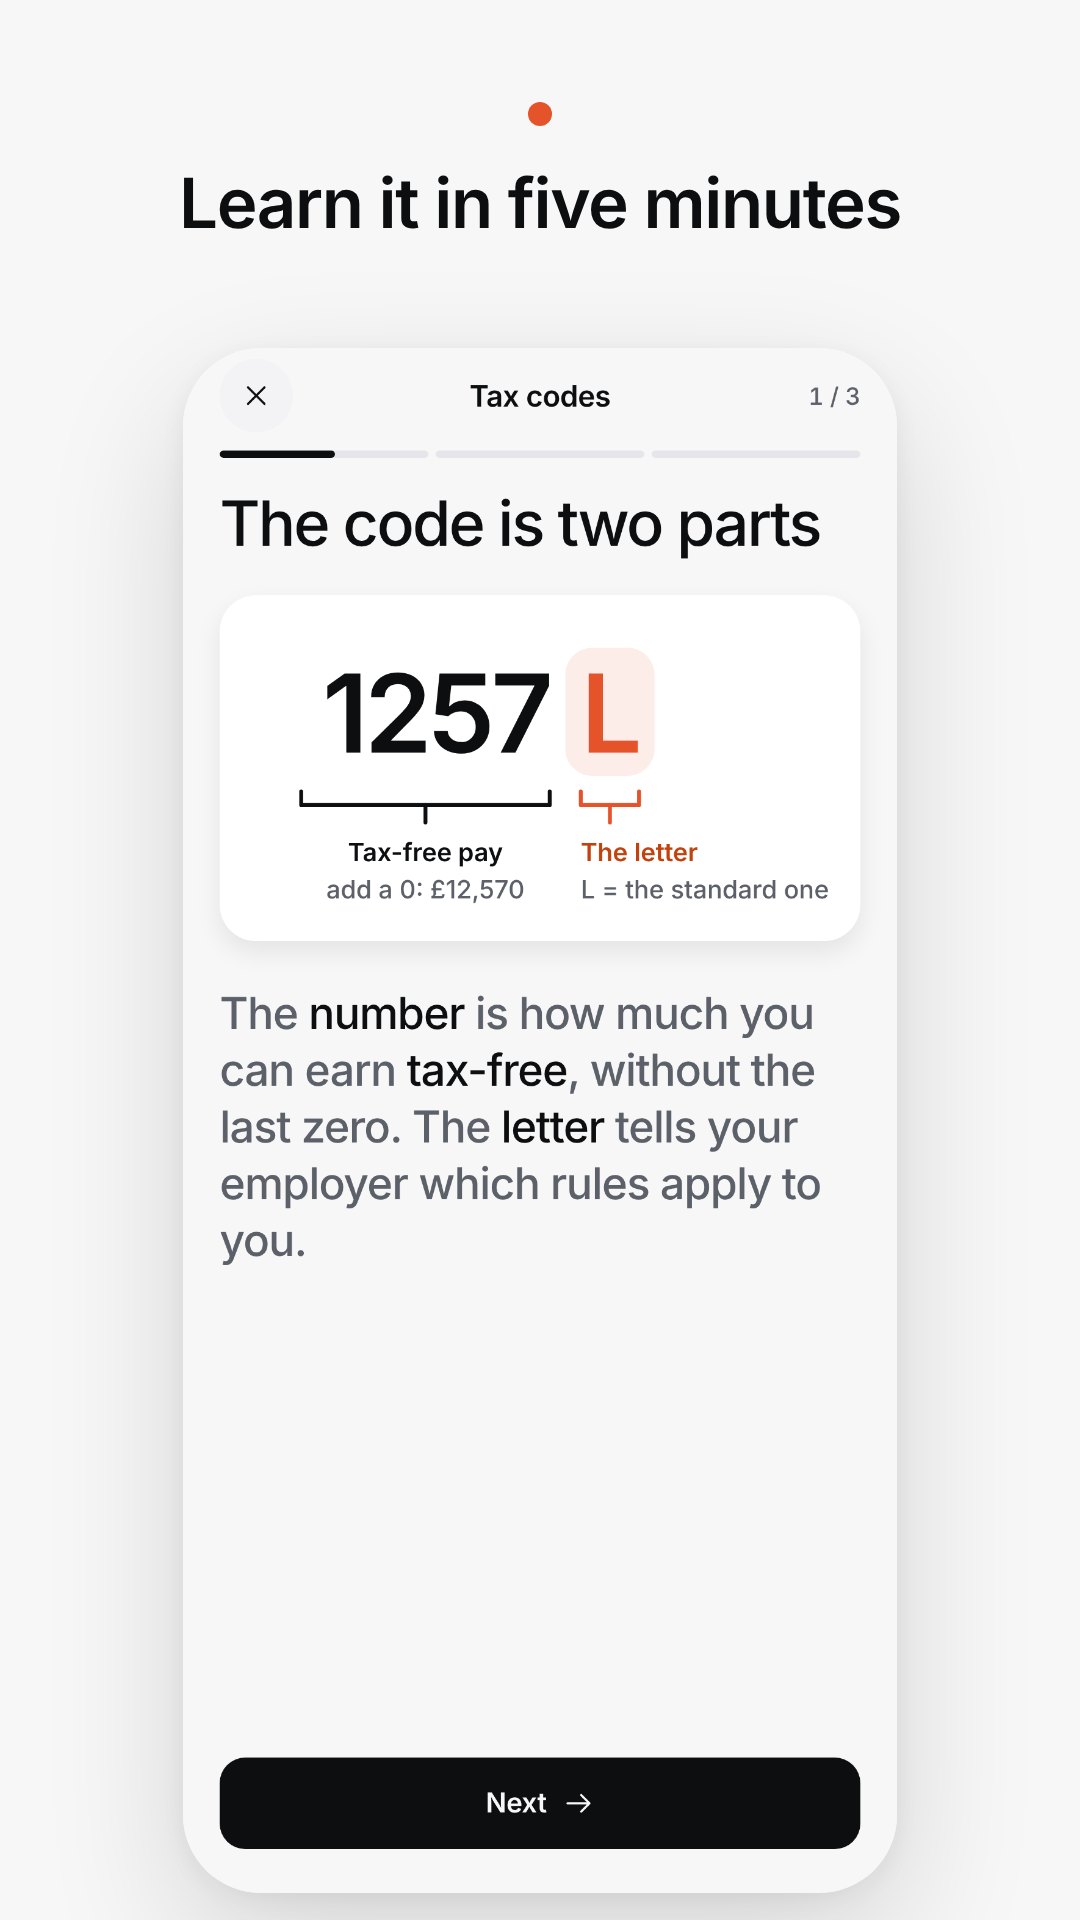 Learn it in five minutes
Tax codes
1 / 3
The code is two parts
1257 L
Tax-free pay
add a 0: £12,570
The letter
L = the standard one
The number is how much you
can earn tax-free, without the
last zero. The letter tells your
employer which rules apply to
you.
Next →